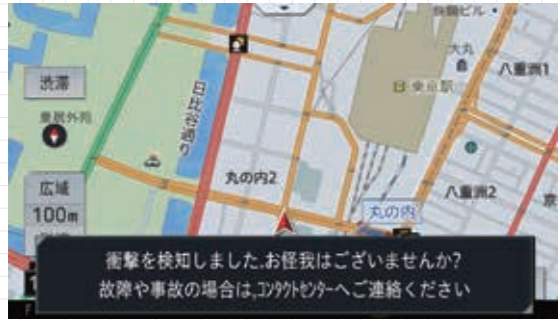 鉄鋼ビル
大丸
八重洲1
渋滞
東京駅
皇居外苑
日比谷通り
丸の内2
広域
八重洲2
100m
丸の内
衝撃を検知しました｡お怪我はございませんか?
故障や事故の場合は､ｺﾝﾀｸﾄｾﾝﾀｰへご連絡ください